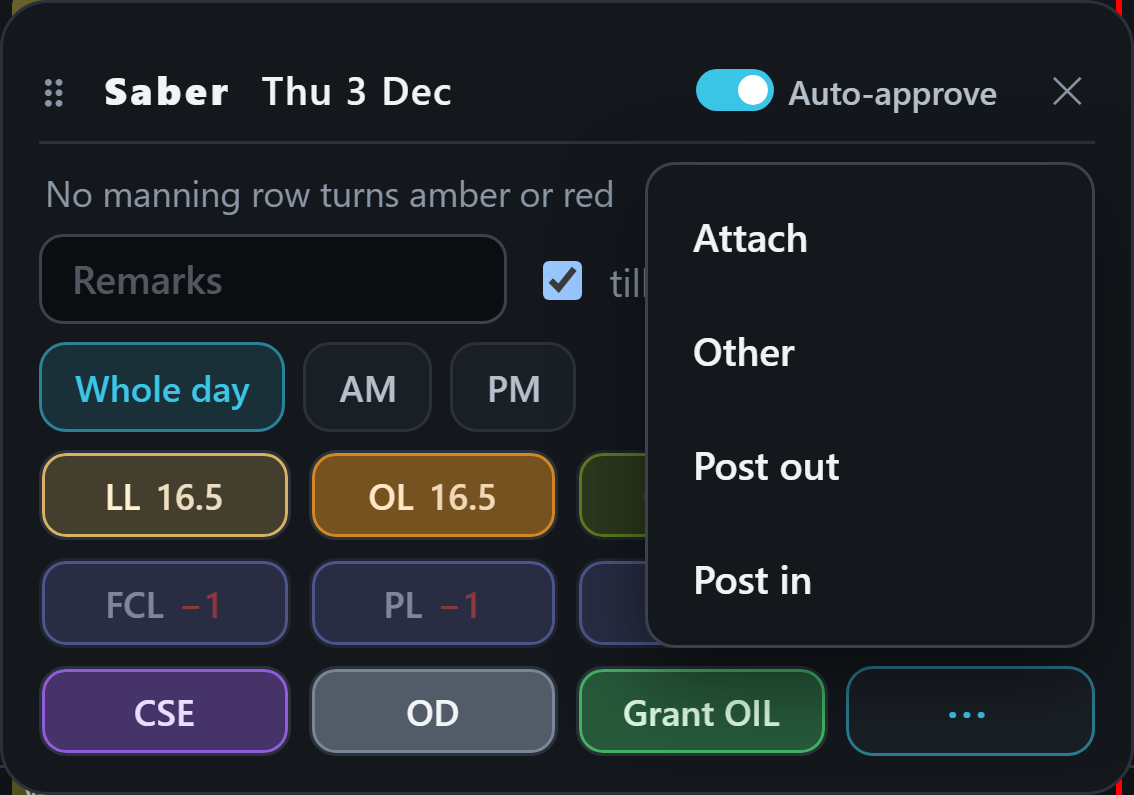 Saber Thu 3 Dec Auto-approve
No manning row turns amber or red
Remarks
till
Whole day AM PM
LL 16.5 OL 16.5
FCL −1 PL −1
CSE OD Grant OIL ...
Attach
Other
Post out
Post in